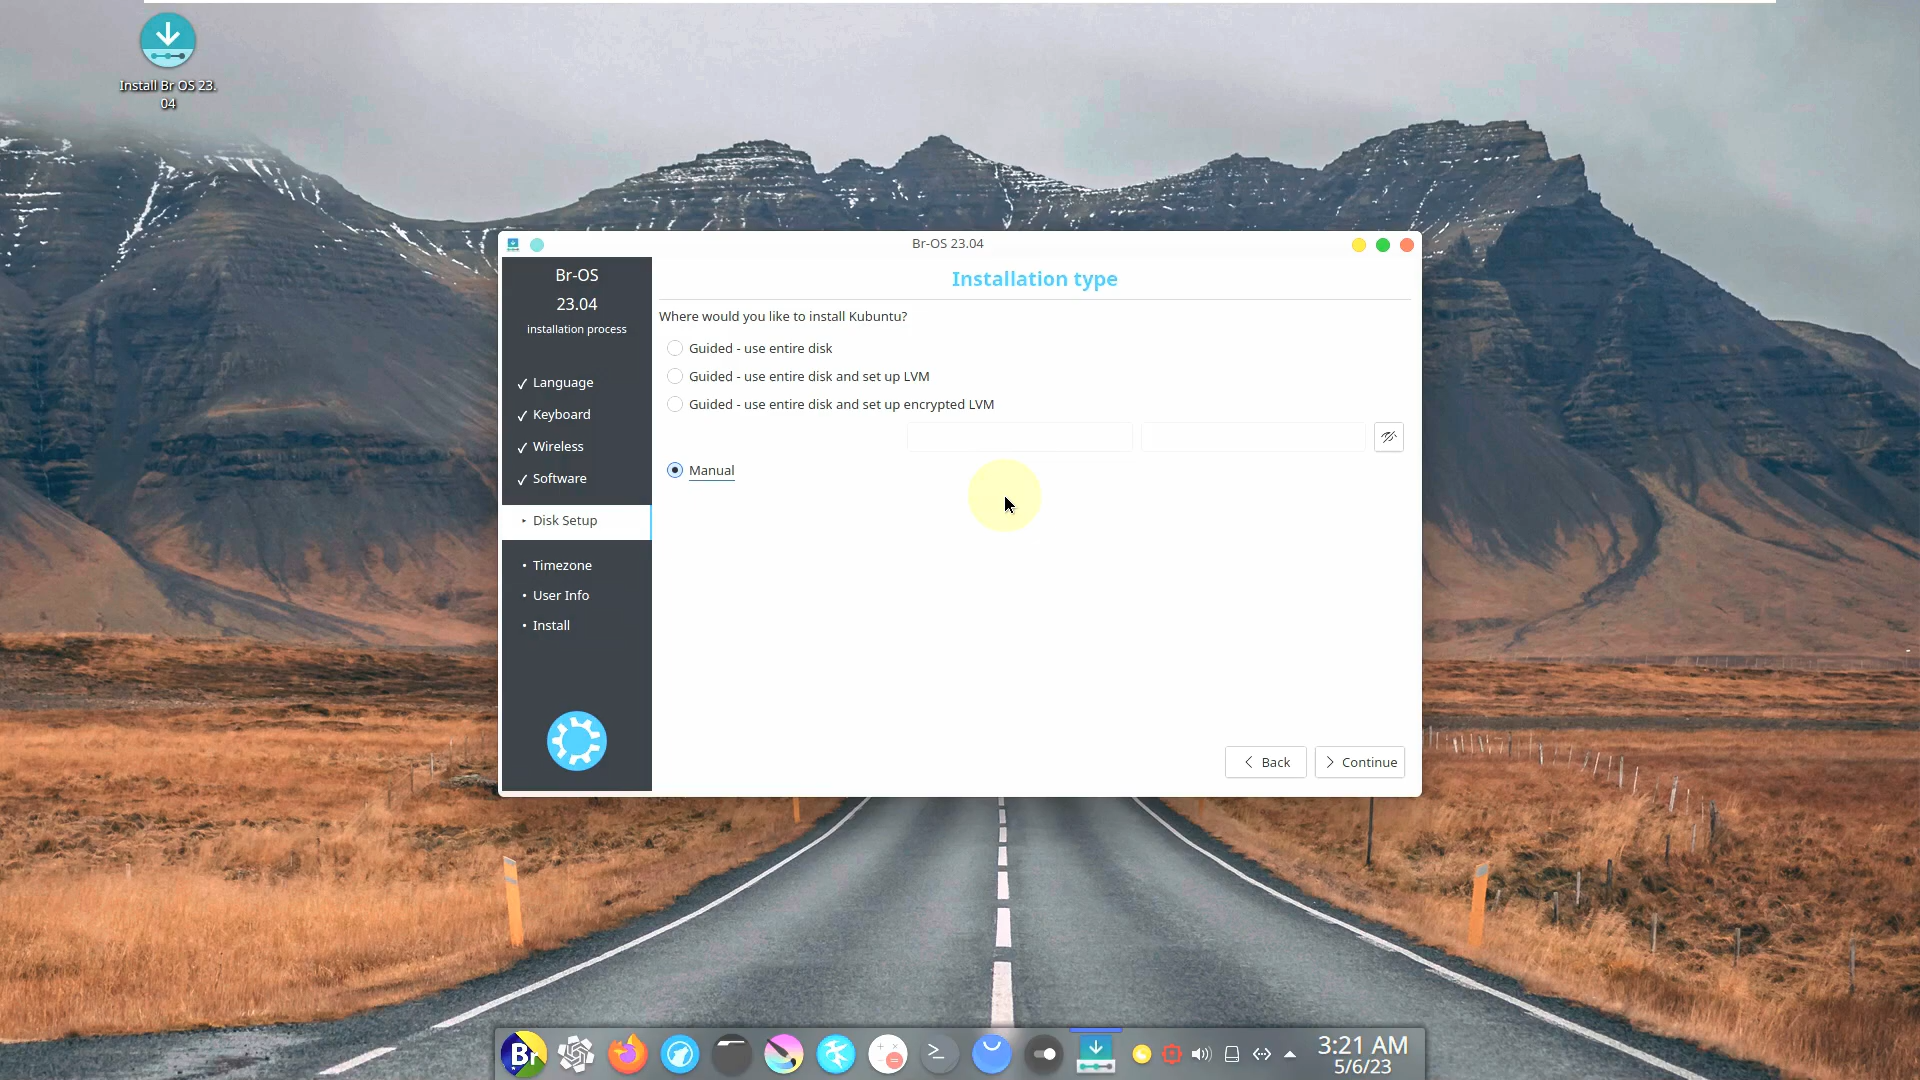 Install Br OS 23.
04
Br-OS 23.04
Br-OS
23.04
installation process
Language
Keyboard
Wireless
Software
Disk Setup
Timezone
User Info
Install
Installation type
Where would you like to install Kubuntu?
Guided - use entire disk
Guided - use entire disk and set up LVM
Guided - use entire disk and set up encrypted LVM
Manual
Back
Continue
Br
3:21 AM
5/6/23